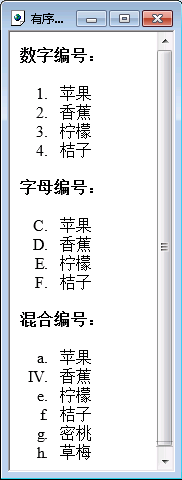 有序...
数字编号：
1. 苹果
2. 香蕉
3. 柠檬
4. 桔子
字母编号：
C. 苹果
D. 香蕉
E. 柠檬
F. 桔子
混合编号：
a. 苹果
IV. 香蕉
e. 柠檬
f. 桔子
g. 密桃
h. 草梅